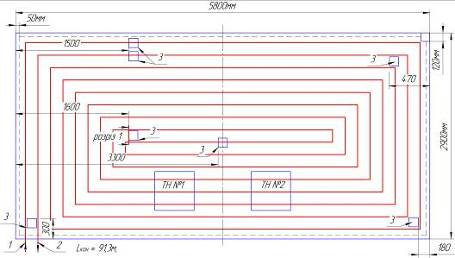 5800мм
50мм
1500
3
3
120мм
470
1600
розріз 1
3
3
3300
2900мм
ТН №1
ТН №2
3
300
3
1
2
Lкон = 91,3м.
180